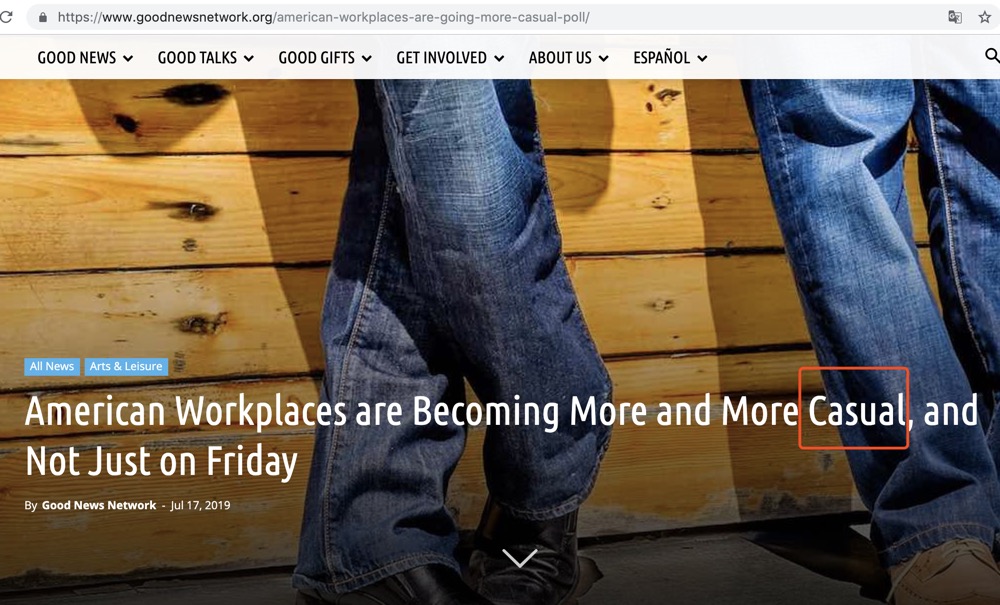 https://www.goodnewsnetwork.org/american-workplaces-are-going-more-casual-poll/
GOOD NEWS GOOD TALKS GOOD GIFTS GET INVOLVED ABOUT US ESPAÑOL
All News Arts & Leisure
American Workplaces are Becoming More and More Casual, and
Not Just on Friday
By Good News Network - Jul 17, 2019